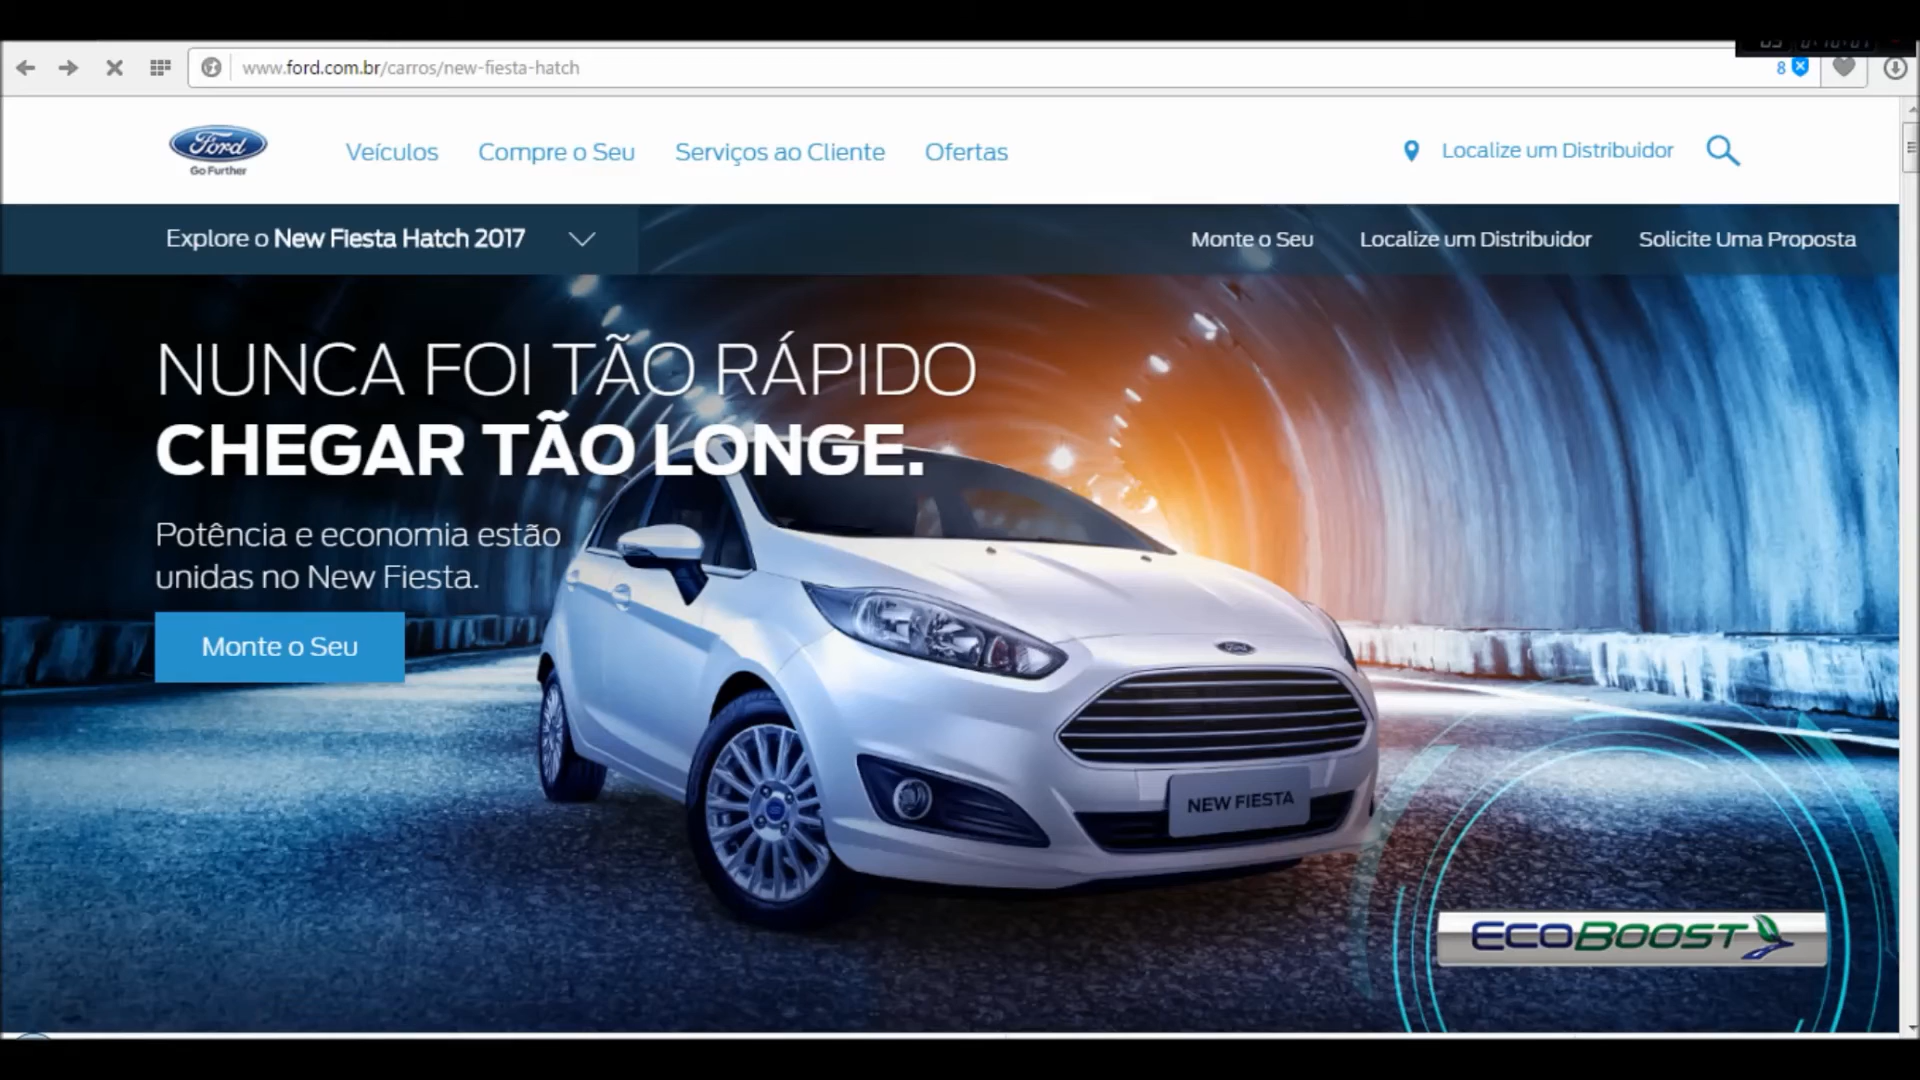 www.ford.com.br/carros/new-fiesta-hatch
8
Ford
Go Further
Veículos
Compre o Seu
Serviços ao Cliente
Ofertas
Localize um Distribuidor
Explore o New Fiesta Hatch 2017
Monte o Seu
Localize um Distribuidor
Solicite Uma Proposta
NUNCA FOI TÃO RÁPIDO
CHEGAR TÃO LONGE.
Potência e economia estão
unidas no New Fiesta.
Monte o Seu
Ford
NEW FIESTA
ECOBOOST